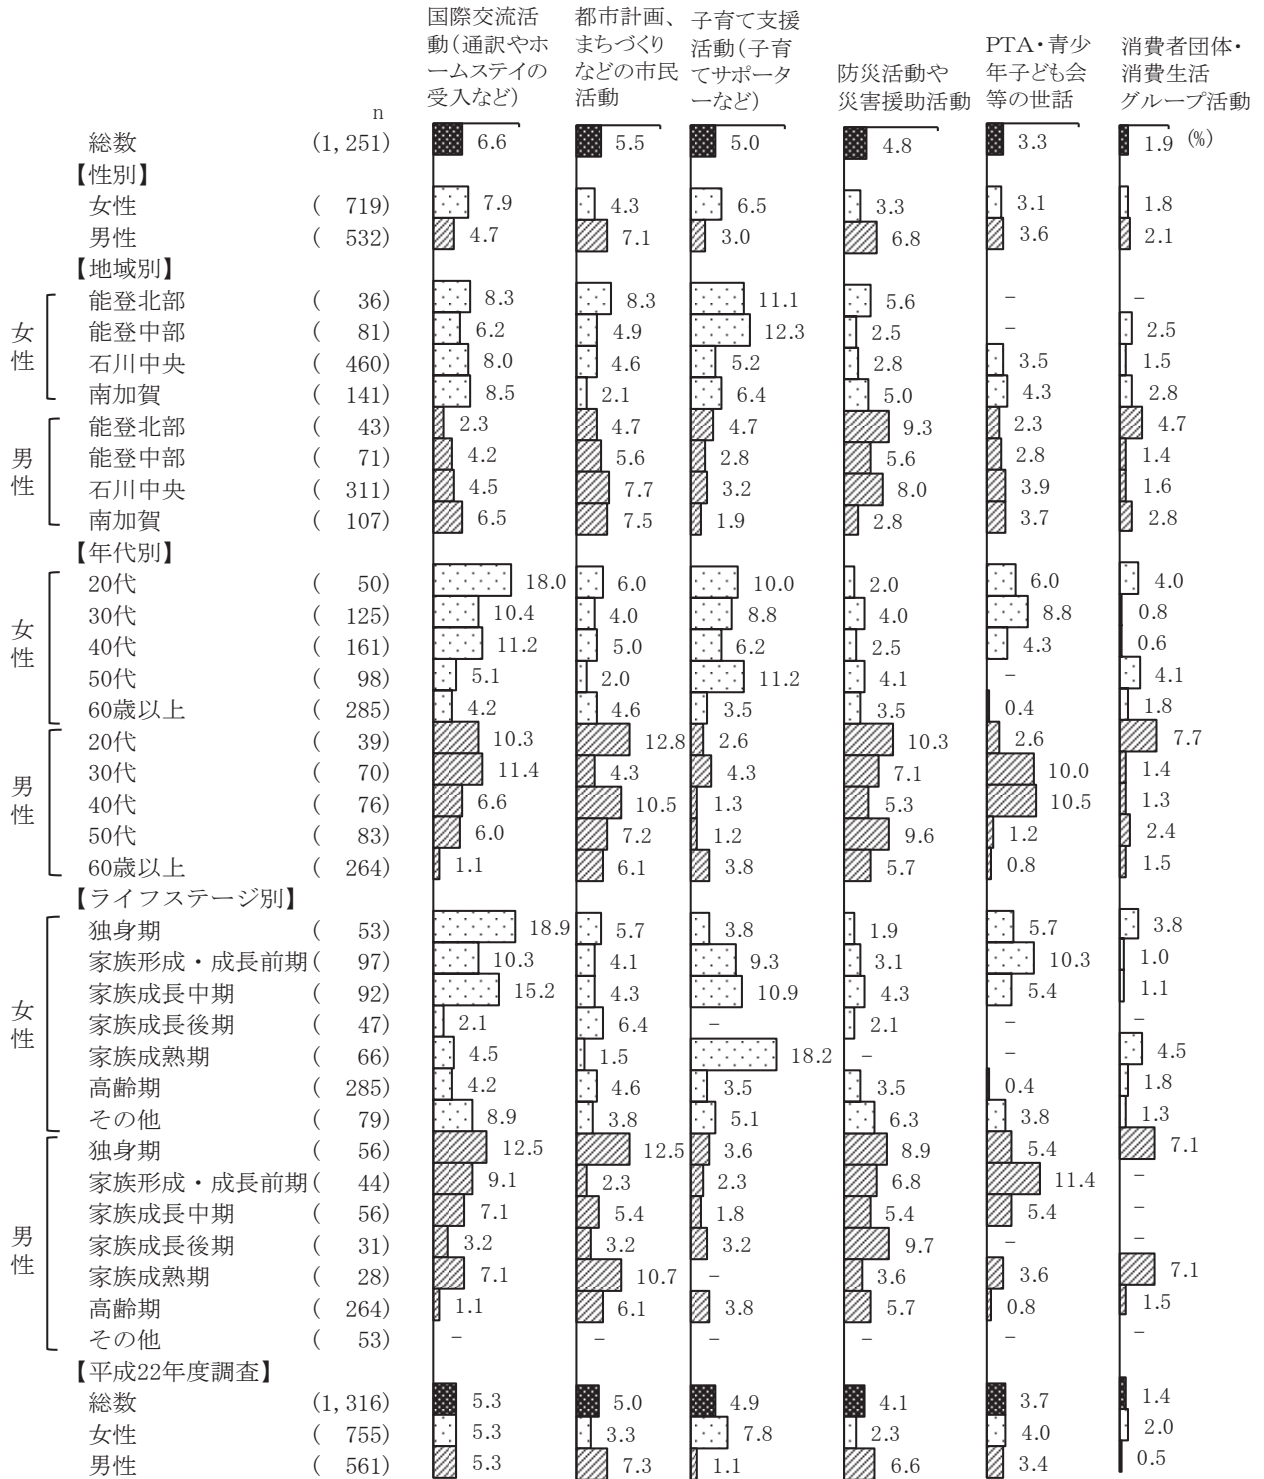 国際交流活
動(通訳やホ
ームステイの
受入など)
都市計画、
まちづくり
などの市民
活動
子育て支援
活動(子育
てサポータ
ーなど)
防災活動や
災害援助活動
PTA・青少
年子ども会
等の世話
消費者団体・
消費生活
グループ活動
n
総数 (1,251) 6.6 5.5 5.0 4.8 3.3 1.9 (%)
【性別】
女性 ( 719) 7.9 4.3 6.5 3.3 3.1 1.8
男性 ( 532) 4.7 7.1 3.0 6.8 3.6 2.1
【地域別】
女性
能登北部 ( 36) 8.3 8.3 11.1 5.6 - -
能登中部 ( 81) 6.2 4.9 12.3 2.5 - 2.5
石川中央 ( 460) 8.0 4.6 5.2 2.8 3.5 1.5
南加賀 ( 141) 8.5 2.1 6.4 5.0 4.3 2.8
男性
能登北部 ( 43) 2.3 4.7 4.7 9.3 2.3 4.7
能登中部 ( 71) 4.2 5.6 2.8 5.6 2.8 1.4
石川中央 ( 311) 4.5 7.7 3.2 8.0 3.9 1.6
南加賀 ( 107) 6.5 7.5 1.9 2.8 3.7 2.8
【年代別】
女性
20代 ( 50) 18.0 6.0 10.0 2.0 6.0 4.0
30代 ( 125) 10.4 4.0 8.8 4.0 8.8 0.8
40代 ( 161) 11.2 5.0 6.2 2.5 4.3 0.6
50代 ( 98) 5.1 2.0 11.2 4.1 - 4.1
60歳以上 ( 285) 4.2 4.6 3.5 3.5 0.4 1.8
男性
20代 ( 39) 10.3 12.8 2.6 10.3 2.6 7.7
30代 ( 70) 11.4 4.3 4.3 7.1 10.0 1.4
40代 ( 76) 6.6 10.5 1.3 5.3 10.5 1.3
50代 ( 83) 6.0 7.2 1.2 9.6 1.2 2.4
60歳以上 ( 264) 1.1 6.1 3.8 5.7 0.8 1.5
【ライフステージ別】
女性
独身期 ( 53) 18.9 5.7 3.8 1.9 5.7 3.8
家族形成・成長前期( 97) 10.3 4.1 9.3 3.1 10.3 1.0
家族成長中期 ( 92) 15.2 4.3 10.9 4.3 5.4 1.1
家族成長後期 ( 47) 2.1 6.4 - 2.1 - -
家族成熟期 ( 66) 4.5 1.5 18.2 - - 4.5
高齢期 ( 285) 4.2 4.6 3.5 3.5 0.4 1.8
その他 ( 79) 8.9 3.8 5.1 6.3 3.8 1.3
男性
独身期 ( 56) 12.5 12.5 3.6 8.9 5.4 7.1
家族形成・成長前期( 44) 9.1 2.3 2.3 6.8 11.4 -
家族成長中期 ( 56) 7.1 5.4 1.8 5.4 5.4 -
家族成長後期 ( 31) 3.2 3.2 3.2 9.7 - -
家族成熟期 ( 28) 7.1 10.7 - 3.6 3.6 7.1
高齢期 ( 264) 1.1 6.1 3.8 5.7 0.8 1.5
その他 ( 53) - - - - - -
【平成22年度調査】
総数 (1,316) 5.3 5.0 4.9 4.1 3.7 1.4
女性 ( 755) 5.3 3.3 7.8 2.3 4.0 2.0
男性 ( 561) 5.3 7.3 1.1 6.6 3.4 0.5